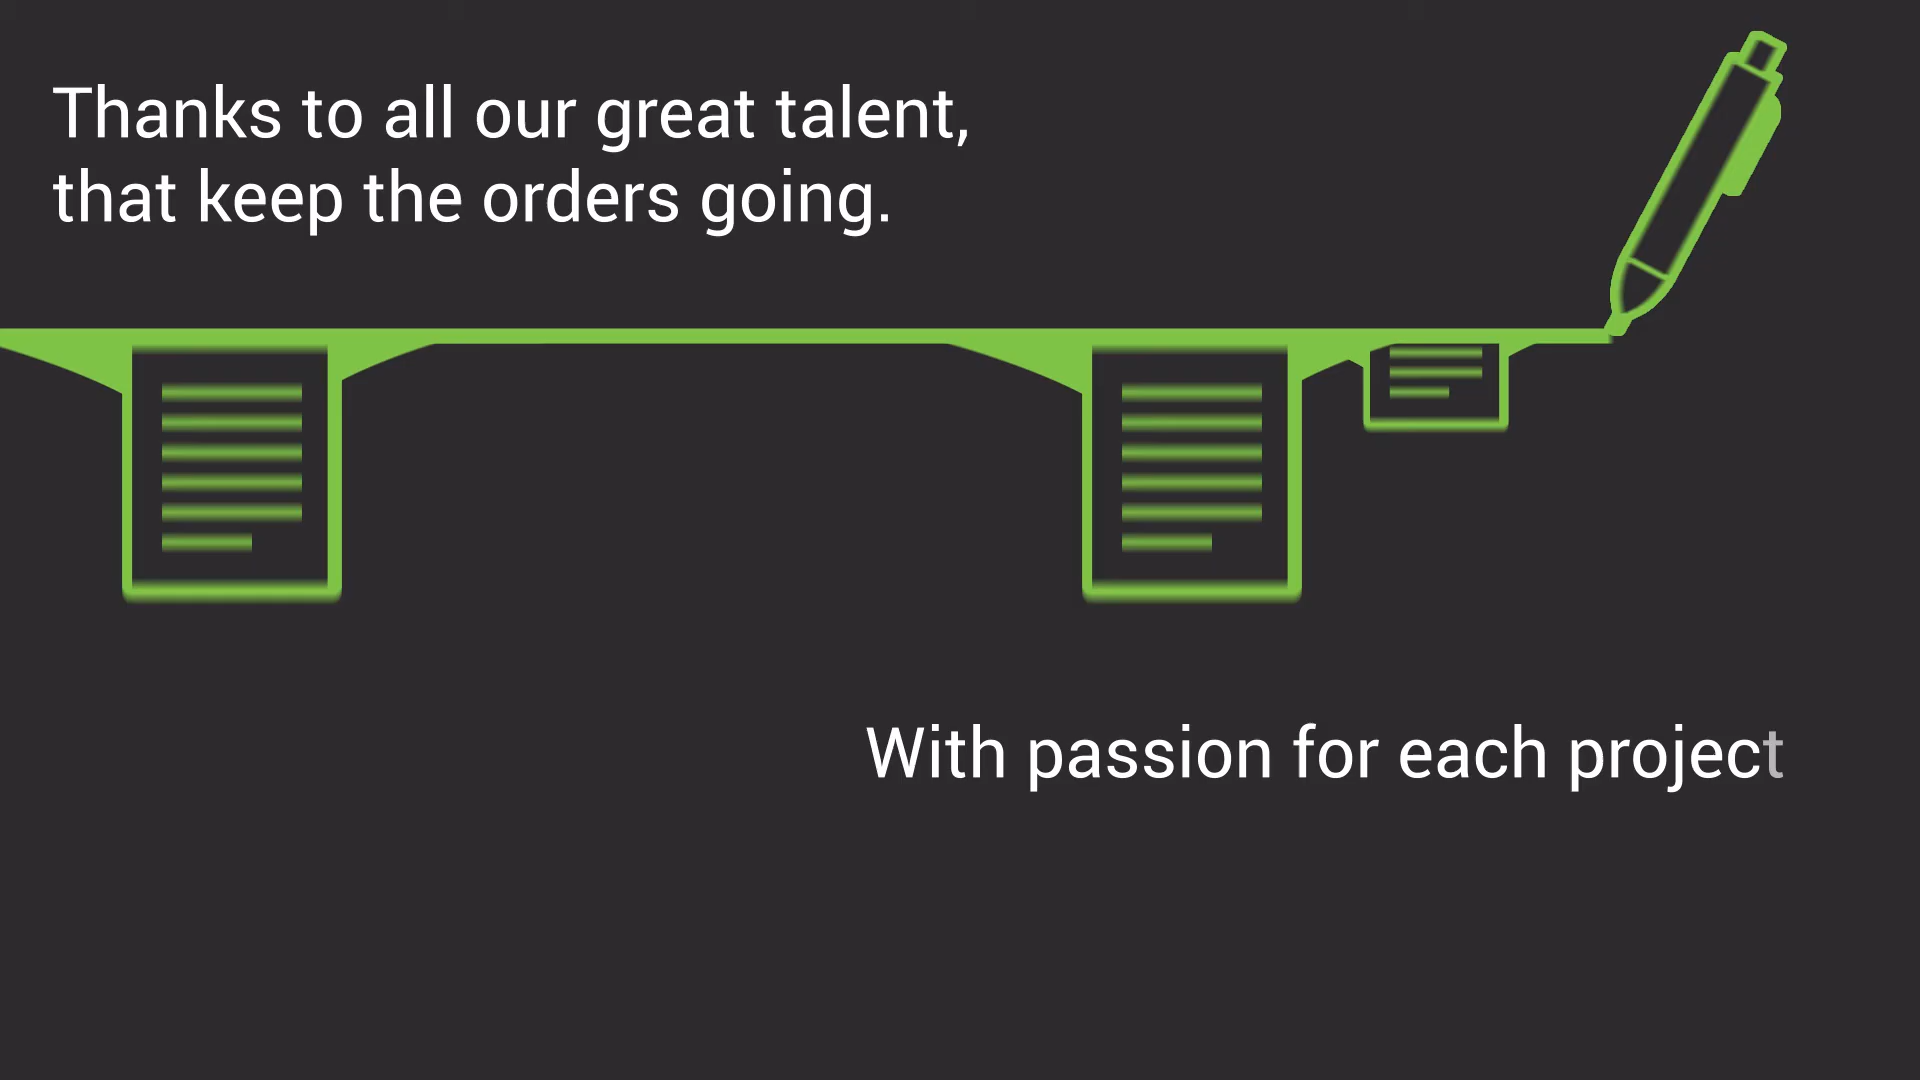 Thanks to all our great talent,
that keep the orders going.
With passion for each project